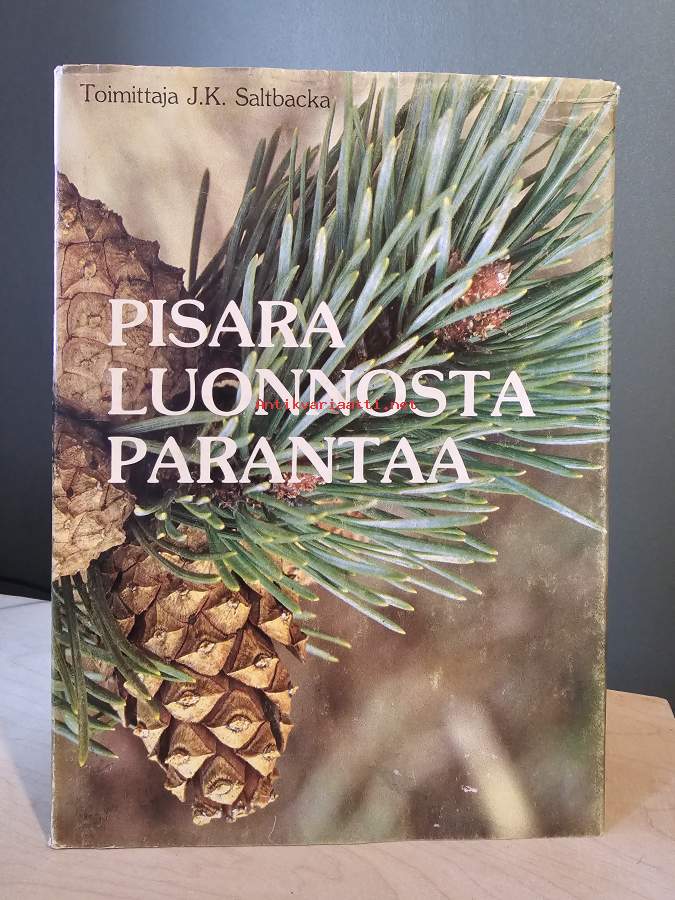 Toimittaja J.K. Saltbacka
PISARA
LUONNOSTA
Antikvariaatti.net
PARANTAA